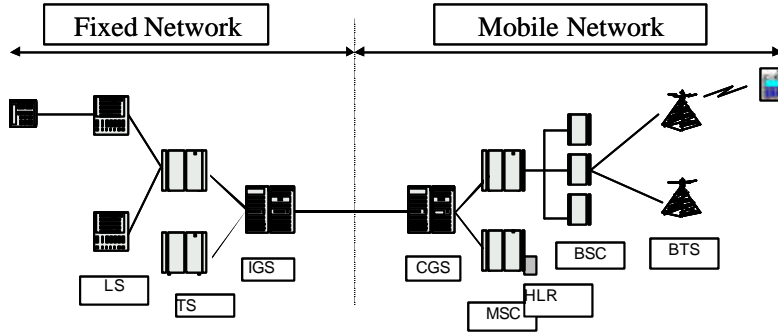 Fixed Network
Mobile Network
LS
TS
IGS
CGS
MSC
HLR
BSC
BTS